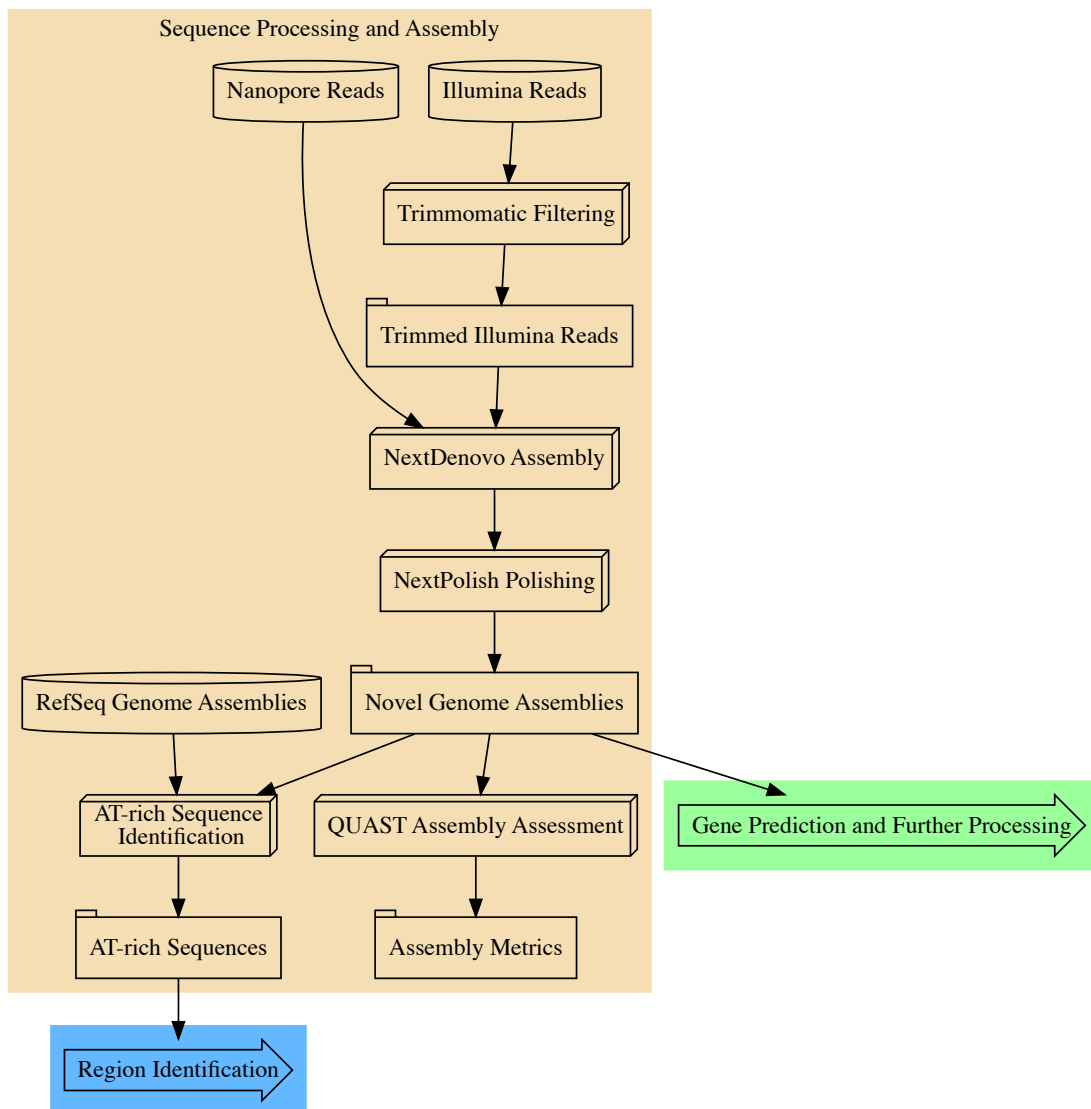 Sequence Processing and Assembly
Nanopore Reads
Illumina Reads
Trimmomatic Filtering
Trimmed Illumina Reads
NextDenovo Assembly
NextPolish Polishing
RefSeq Genome Assemblies
Novel Genome Assemblies
AT-rich Sequence
Identification
QUAST Assembly Assessment
Gene Prediction and Further Processing
AT-rich Sequences
Assembly Metrics
Region Identification